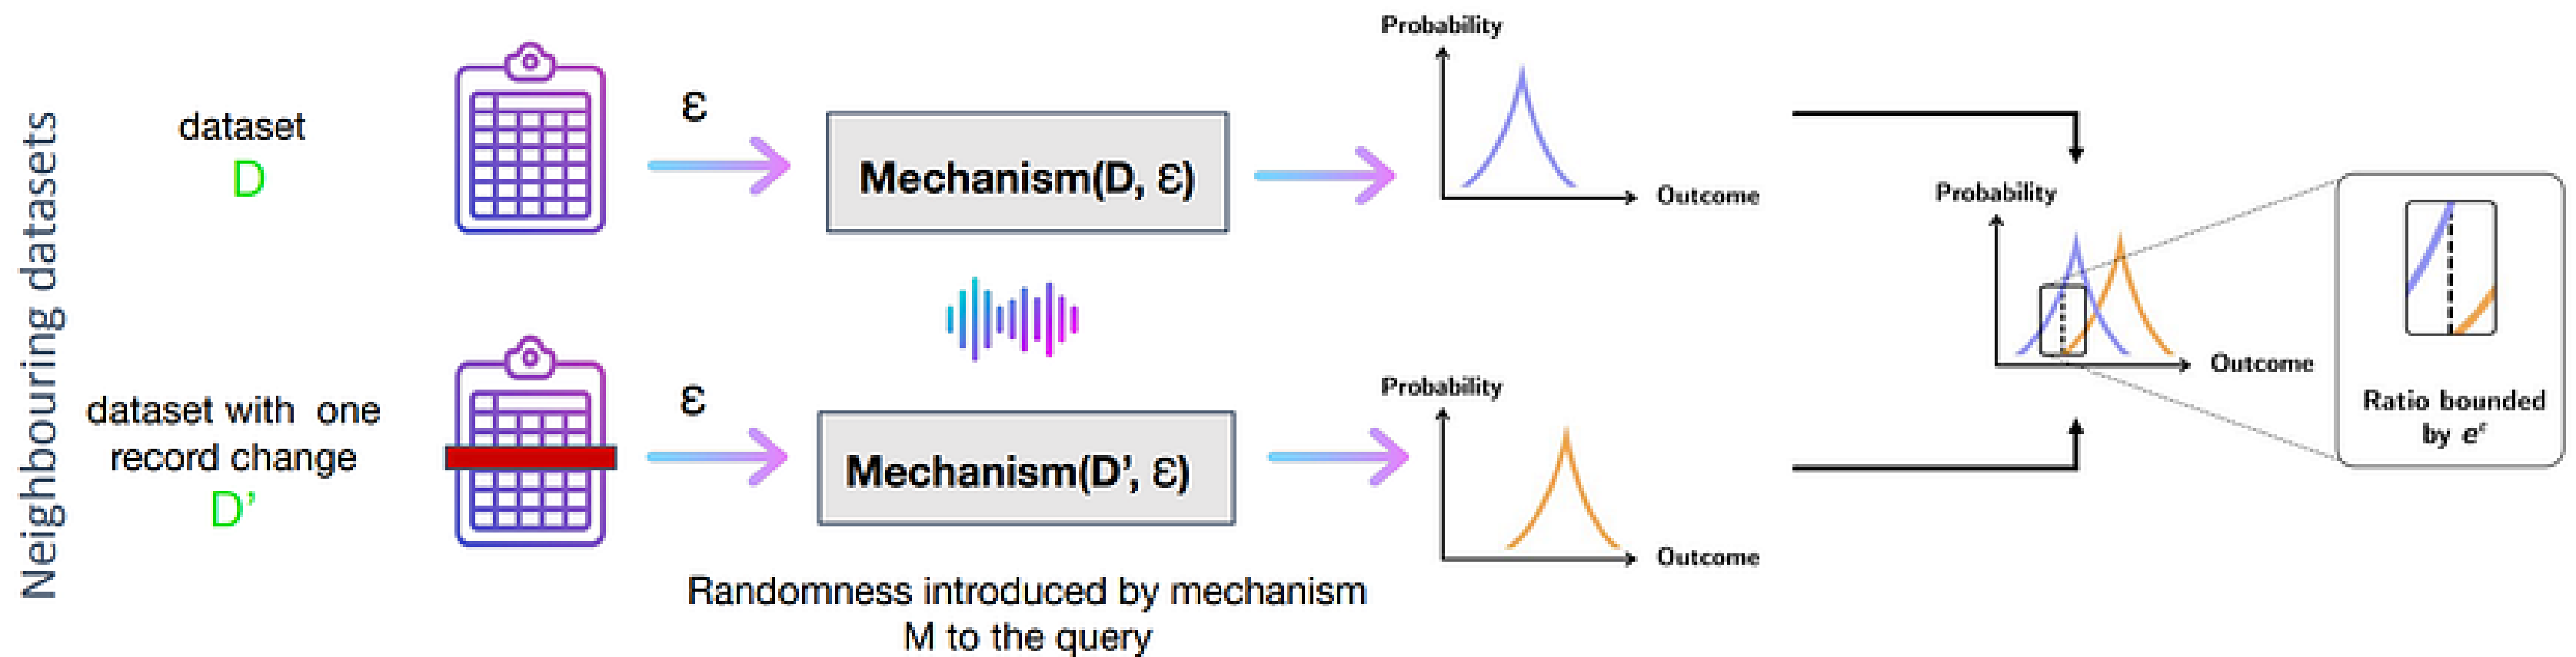 Neighbouring datasets
dataset
D
ε
Mechanism(D, ε)
Probability
Outcome
dataset with one
record change
D’
ε
Mechanism(D’, ε)
Randomness introduced by mechanism
M to the query
Probability
Outcome
Probability
Outcome
Ratio bounded
by eᵋ